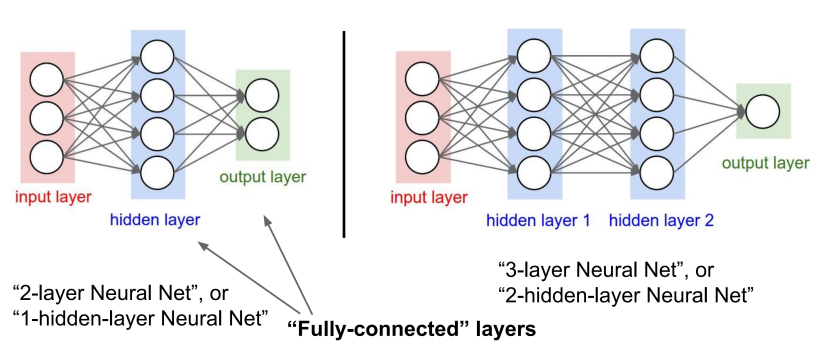 input layer
hidden layer
output layer
"2-layer Neural Net", or
"1-hidden-layer Neural Net"
"Fully-connected" layers
input layer
hidden layer 1
hidden layer 2
output layer
"3-layer Neural Net", or
"2-hidden-layer Neural Net"